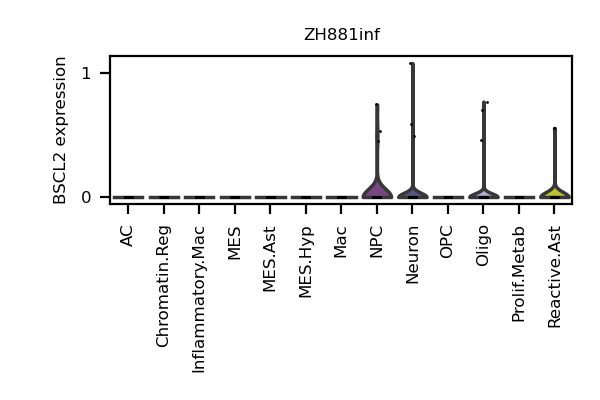 ZH881inf
BSCL2 expression
1
0
AC
Chromatin.Reg
Inflammatory.Mac
MES
MES.Ast
MES.Hyp
Mac
NPC
Neuron
OPC
Oligo
Prolif.Metab
Reactive.Ast